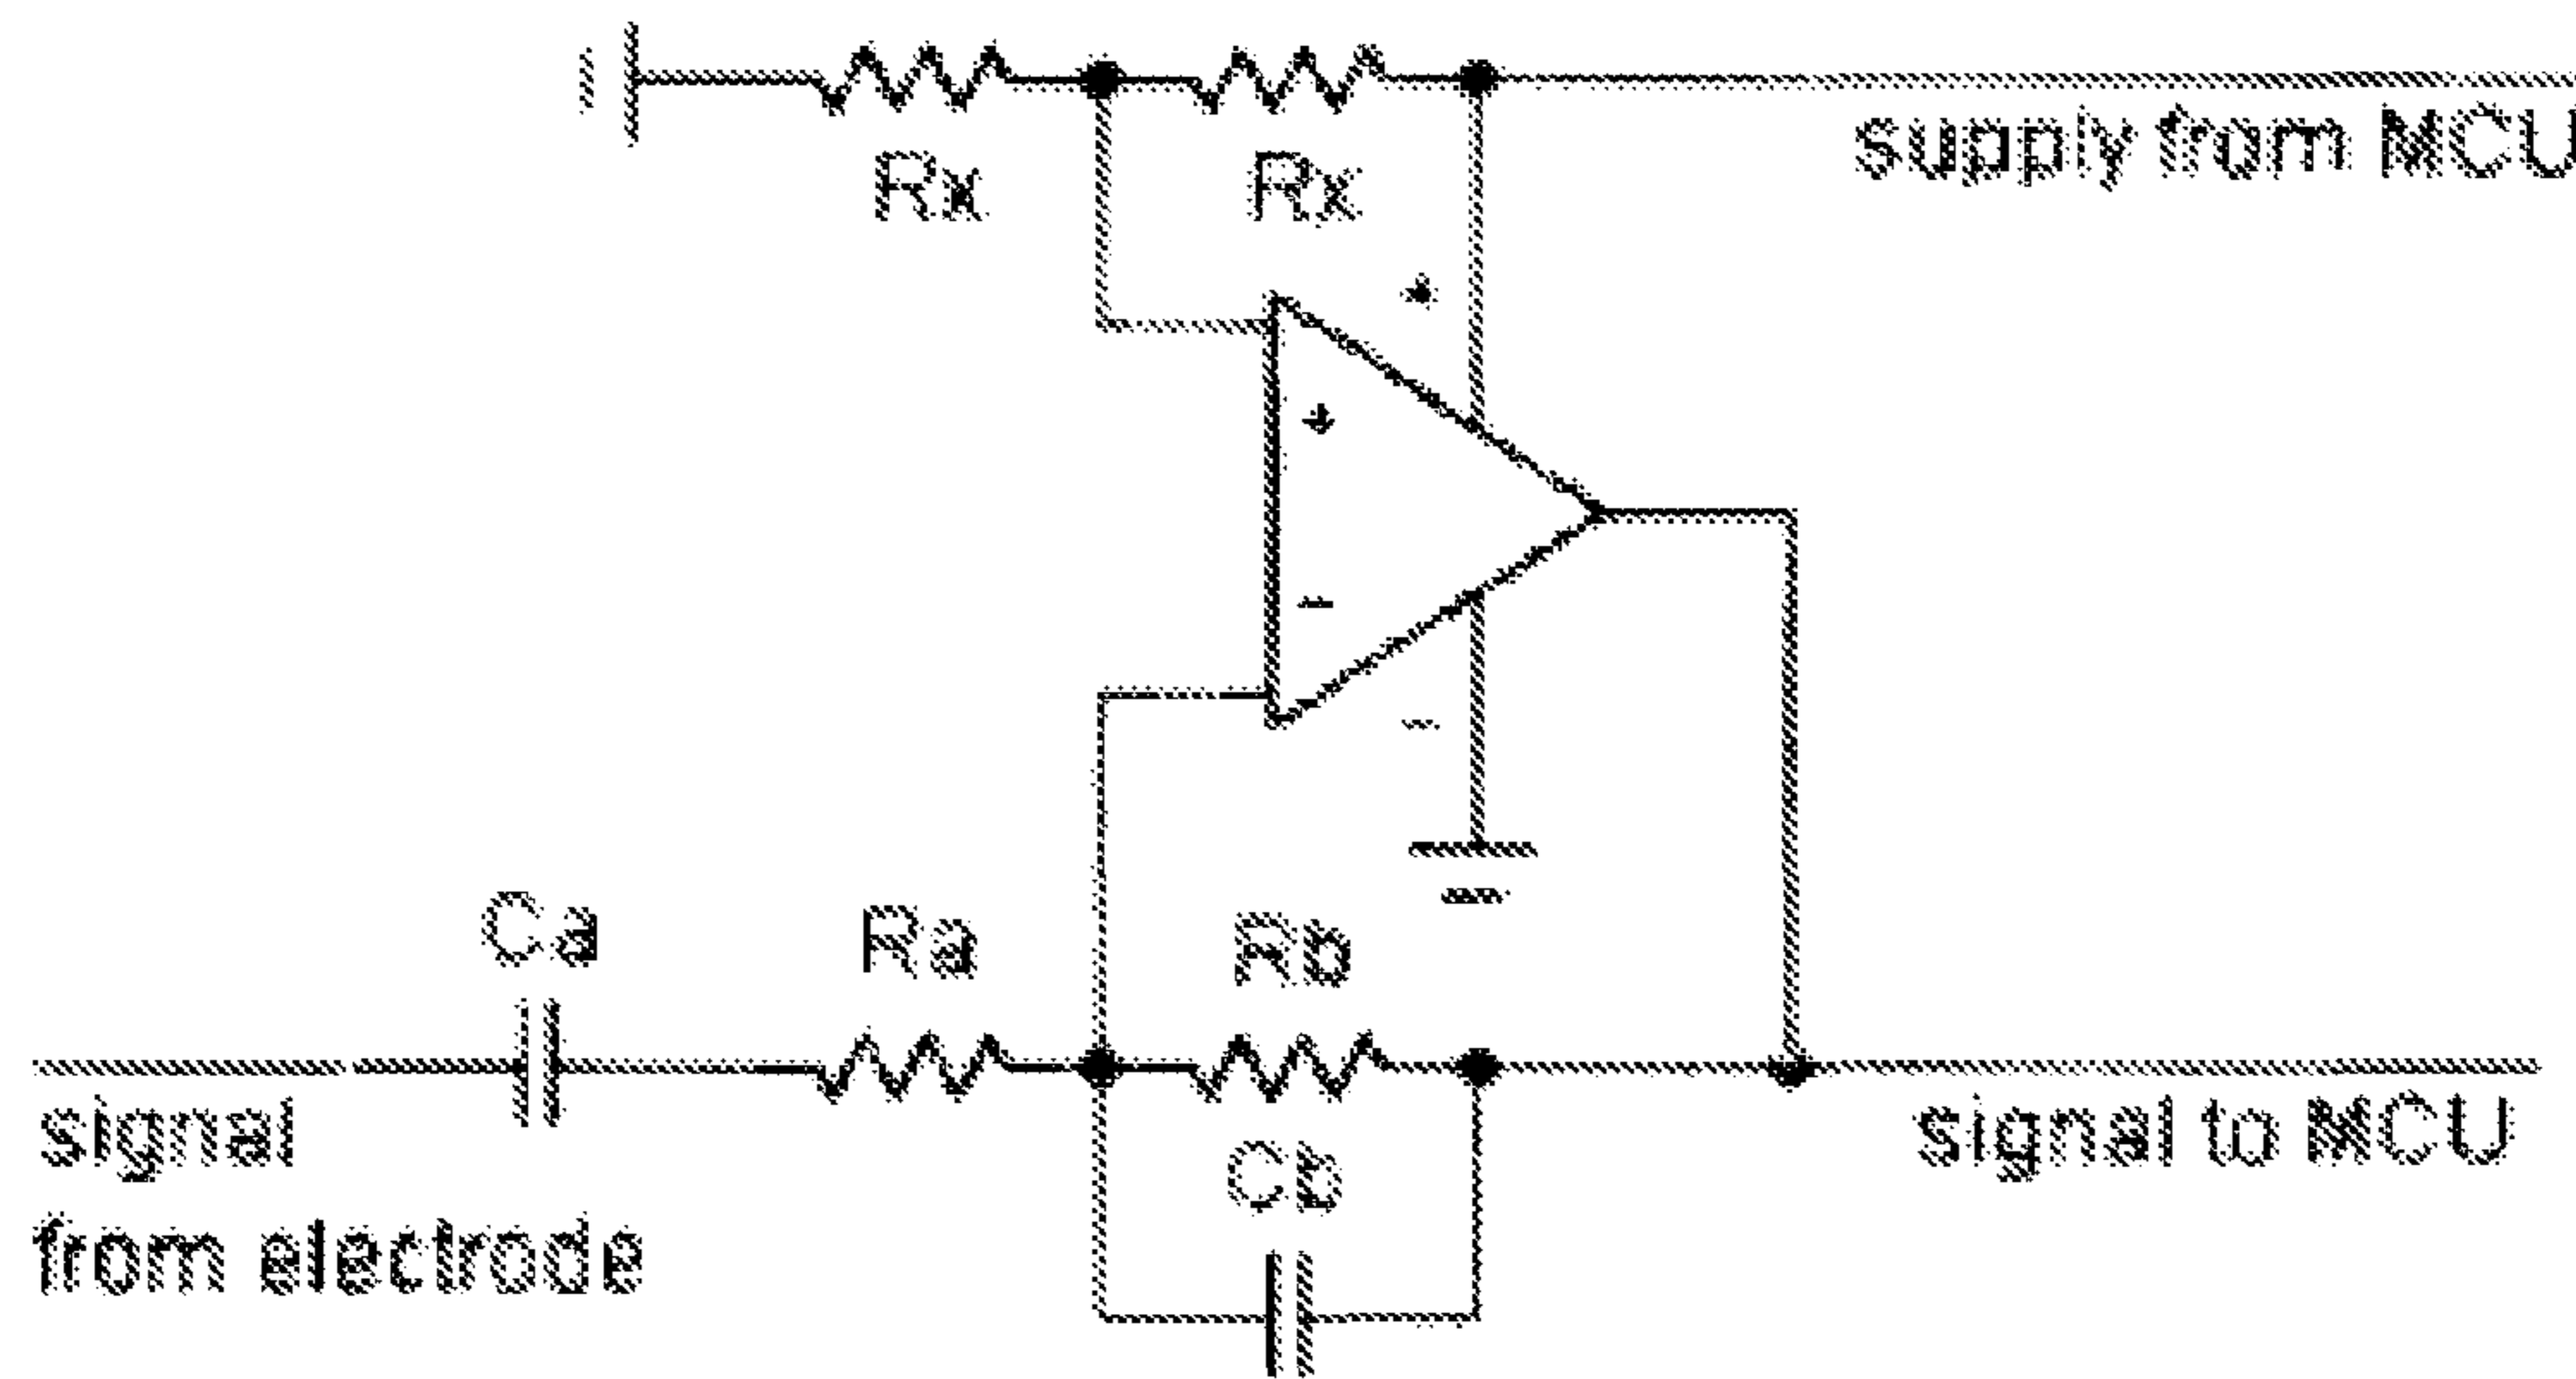 Rx
Rx
supply from MCU
+
+
-
-
Ca
Ra
Rb
signal
from electrode
Cb
signal to MCU